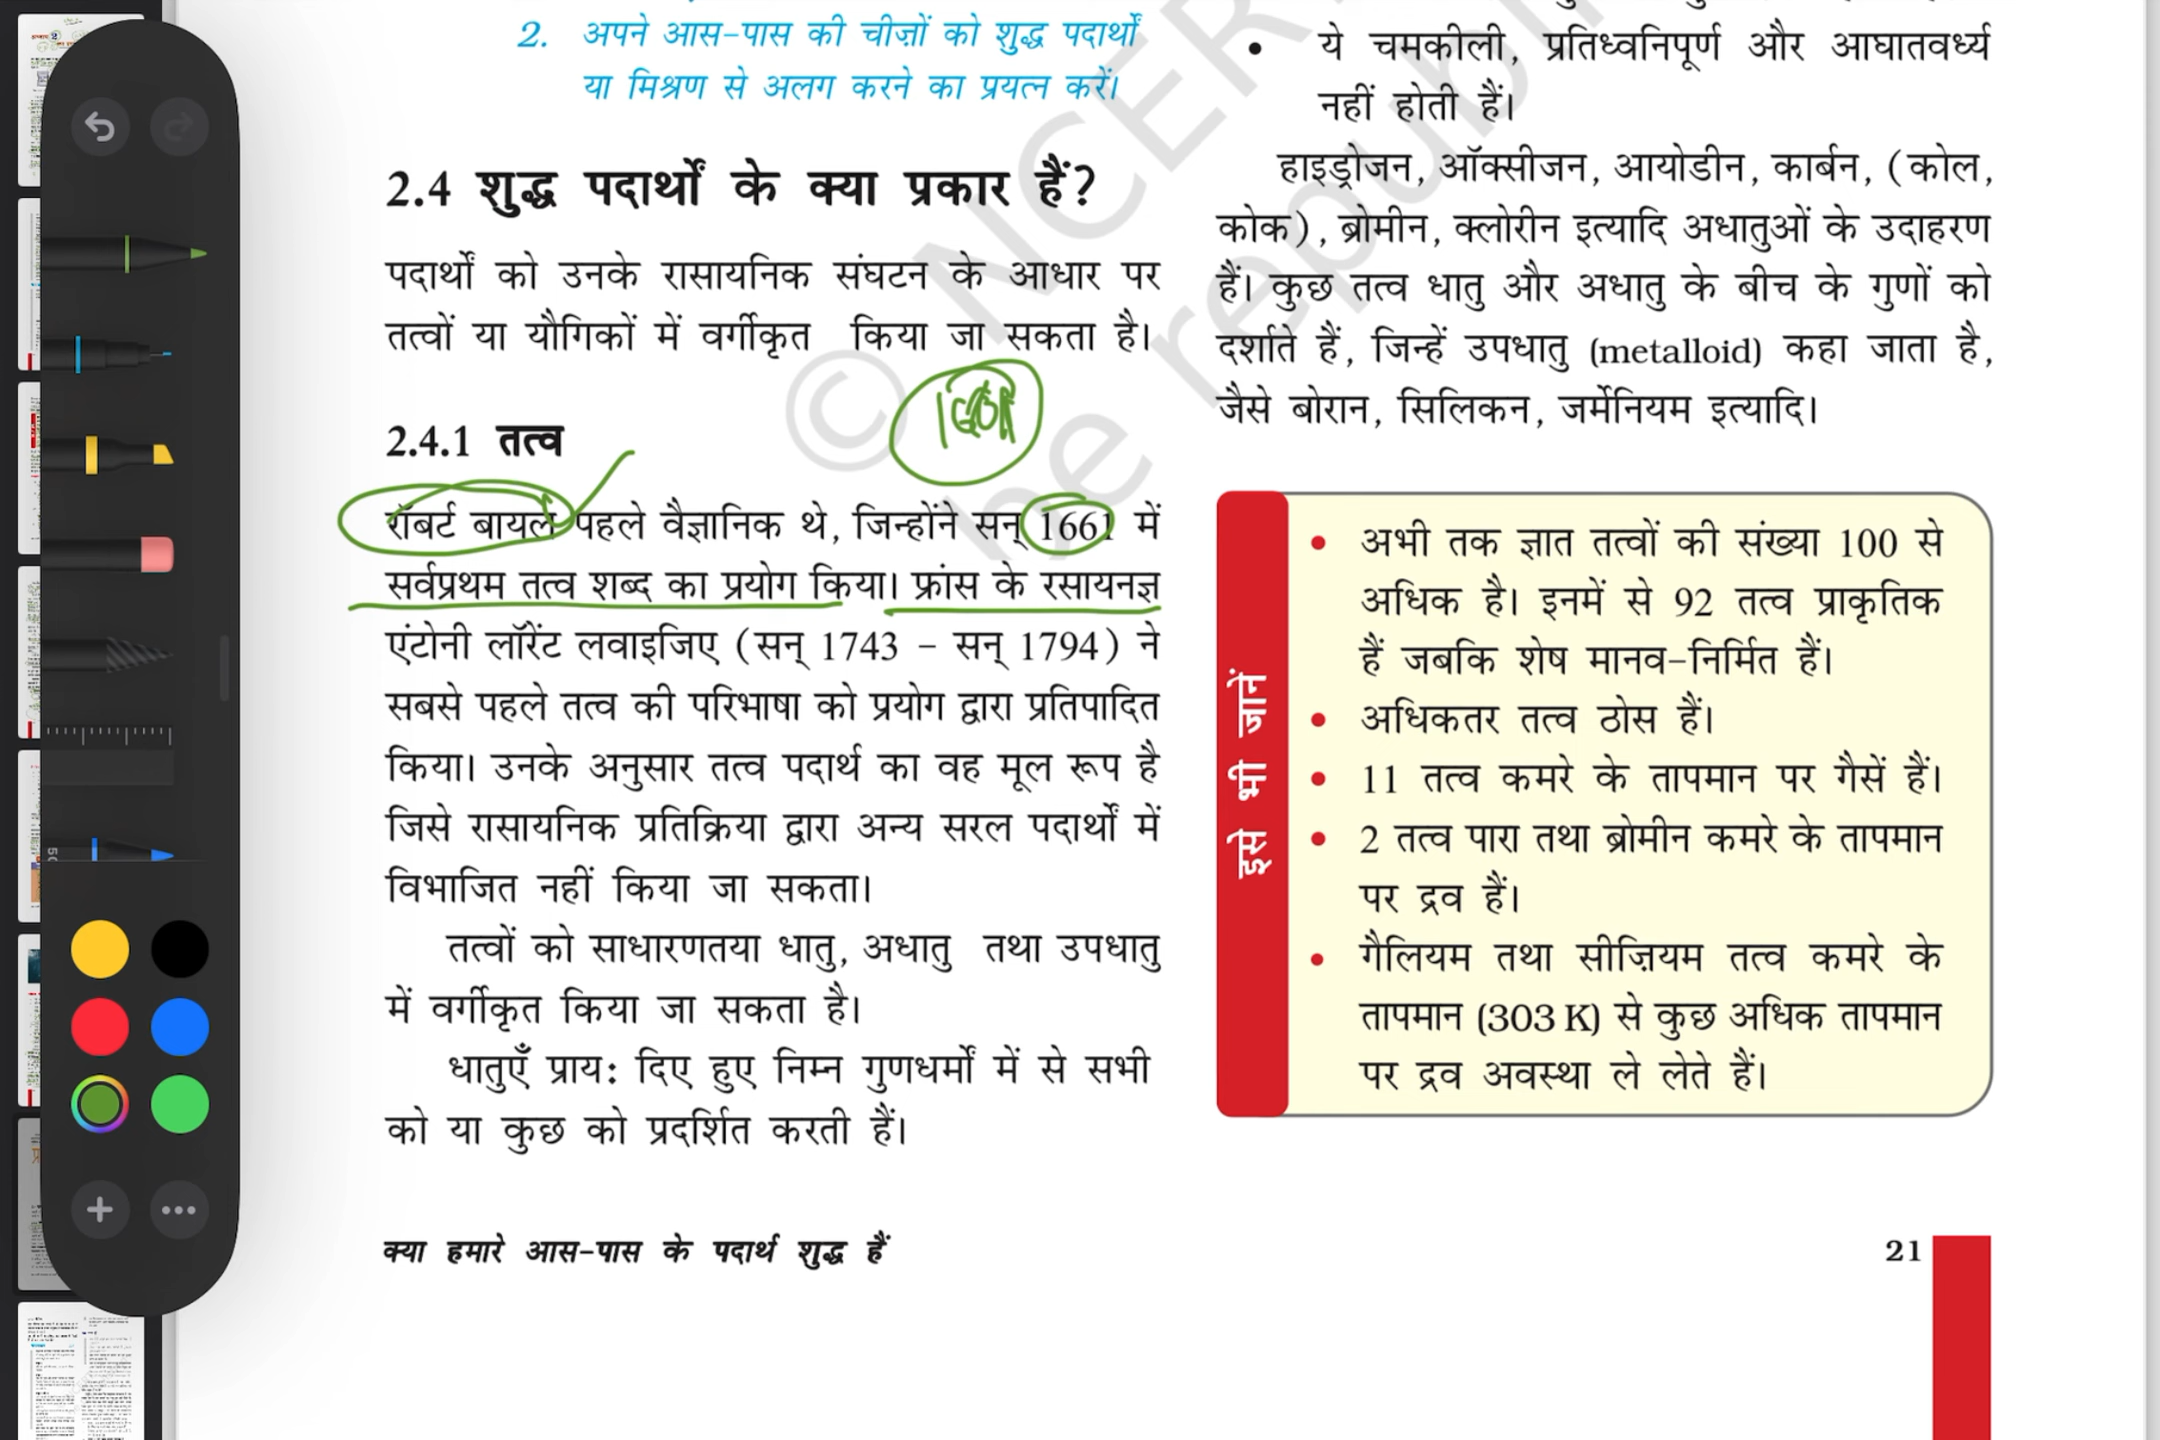 2. अपने आस-पास की चीज़ों को शुद्ध पदार्थों
या मिश्रण से अलग करने का प्रयत्न करें।
2.4 शुद्ध पदार्थों के क्या प्रकार हैं?
पदार्थों को उनके रासायनिक संघटन के आधार पर
तत्वों या यौगिकों में वर्गीकृत किया जा सकता है।
2.4.1 तत्व
रॉबर्ट बायल पहले वैज्ञानिक थे, जिन्होंने सन् 1661 में
सर्वप्रथम तत्व शब्द का प्रयोग किया। फ्रांस के रसायनज्ञ
एंटोनी लॉरेंट लवाइजिए (सन् 1743 – सन् 1794) ने
सबसे पहले तत्व की परिभाषा को प्रयोग द्वारा प्रतिपादित
किया। उनके अनुसार तत्व पदार्थ का वह मूल रूप है
जिसे रासायनिक प्रतिक्रिया द्वारा अन्य सरल पदार्थों में
विभाजित नहीं किया जा सकता।
तत्वों को साधारणतया धातु, अधातु तथा उपधातु
में वर्गीकृत किया जा सकता है।
धातुएँ प्राय: दिए हुए निम्न गुणधर्मों में से सभी
को या कुछ को प्रदर्शित करती हैं।
• ये चमकीली, प्रतिध्वनिपूर्ण और आघातवर्ध्य
नहीं होती हैं।
हाइड्रोजन, ऑक्सीजन, आयोडीन, कार्बन, (कोल,
कोक), ब्रोमीन, क्लोरीन इत्यादि अधातुओं के उदाहरण
हैं। कुछ तत्व धातु और अधातु के बीच के गुणों को
दर्शाते हैं, जिन्हें उपधातु (metalloid) कहा जाता है,
जैसे बोरान, सिलिकन, जर्मेनियम इत्यादि।
इसे भी जानें
• अभी तक ज्ञात तत्वों की संख्या 100 से
अधिक है। इनमें से 92 तत्व प्राकृतिक
हैं जबकि शेष मानव-निर्मित हैं।
• अधिकतर तत्व ठोस हैं।
• 11 तत्व कमरे के तापमान पर गैसें हैं।
• 2 तत्व पारा तथा ब्रोमीन कमरे के तापमान
पर द्रव हैं।
• गैलियम तथा सीज़ियम तत्व कमरे के
तापमान (303 K) से कुछ अधिक तापमान
पर द्रव अवस्था ले लेते हैं।
क्या हमारे आस-पास के पदार्थ शुद्ध हैं
21
© NCER
be republi